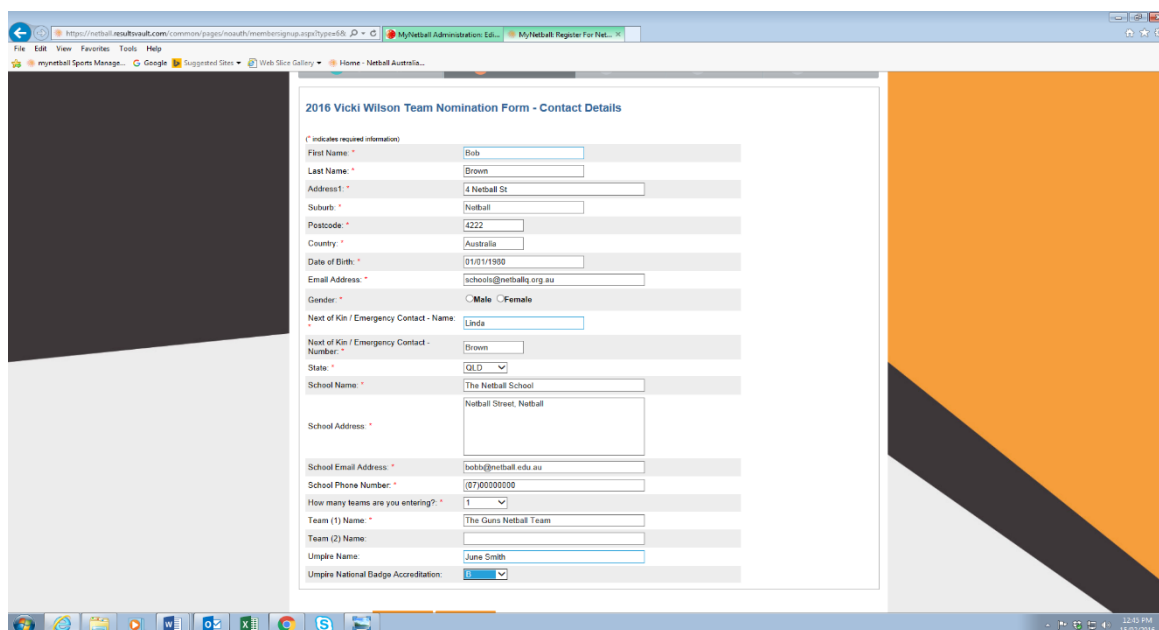 https://netball.resultsvault.com/common/pages/noauth/membersignup.aspx?type=6&
MyNetball Administration: Edi...
MyNetball: Register For Net... ×
File Edit View Favorites Tools Help
mynetball Sports Manage...
Google
Suggested Sites
Web Slice Gallery
Home - Netball Australia...
2016 Vicki Wilson Team Nomination Form - Contact Details
(* indicates required information)
First Name: * Bob
Last Name: * Brown
Address1: * 4 Netball St
Suburb: * Netball
Postcode: * 4222
Country: * Australia
Date of Birth: * 01/01/1980
Email Address: * schools@netballq.org.au
Gender: * Male Female
Next of Kin / Emergency Contact - Name: * Linda
Next of Kin / Emergency Contact - Number: * Brown
State: * QLD
School Name: * The Netball School
School Address: * Netball Street, Netball
School Email Address: * bobb@netball.edu.au
School Phone Number: * (07)00000000
How many teams are you entering?: * 1
Team (1) Name: * The Guns Netball Team
Team (2) Name:
Umpire Name: June Smith
Umpire National Badge Accreditation: B
12:45 PM